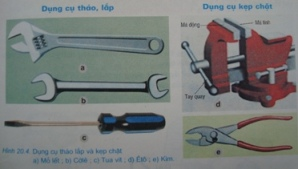 Dụng cụ tháo, lắp
Dụng cụ kẹp chặt
Má động
Má tĩnh
a
b
Tay quay
d
c
e
Hình 20.4 Dụng cụ tháo lắp và kẹp chặt
a) Mỏ lết ; b) Cờlê ; c) Tua vít ; d) Êtô ; e) Kìm